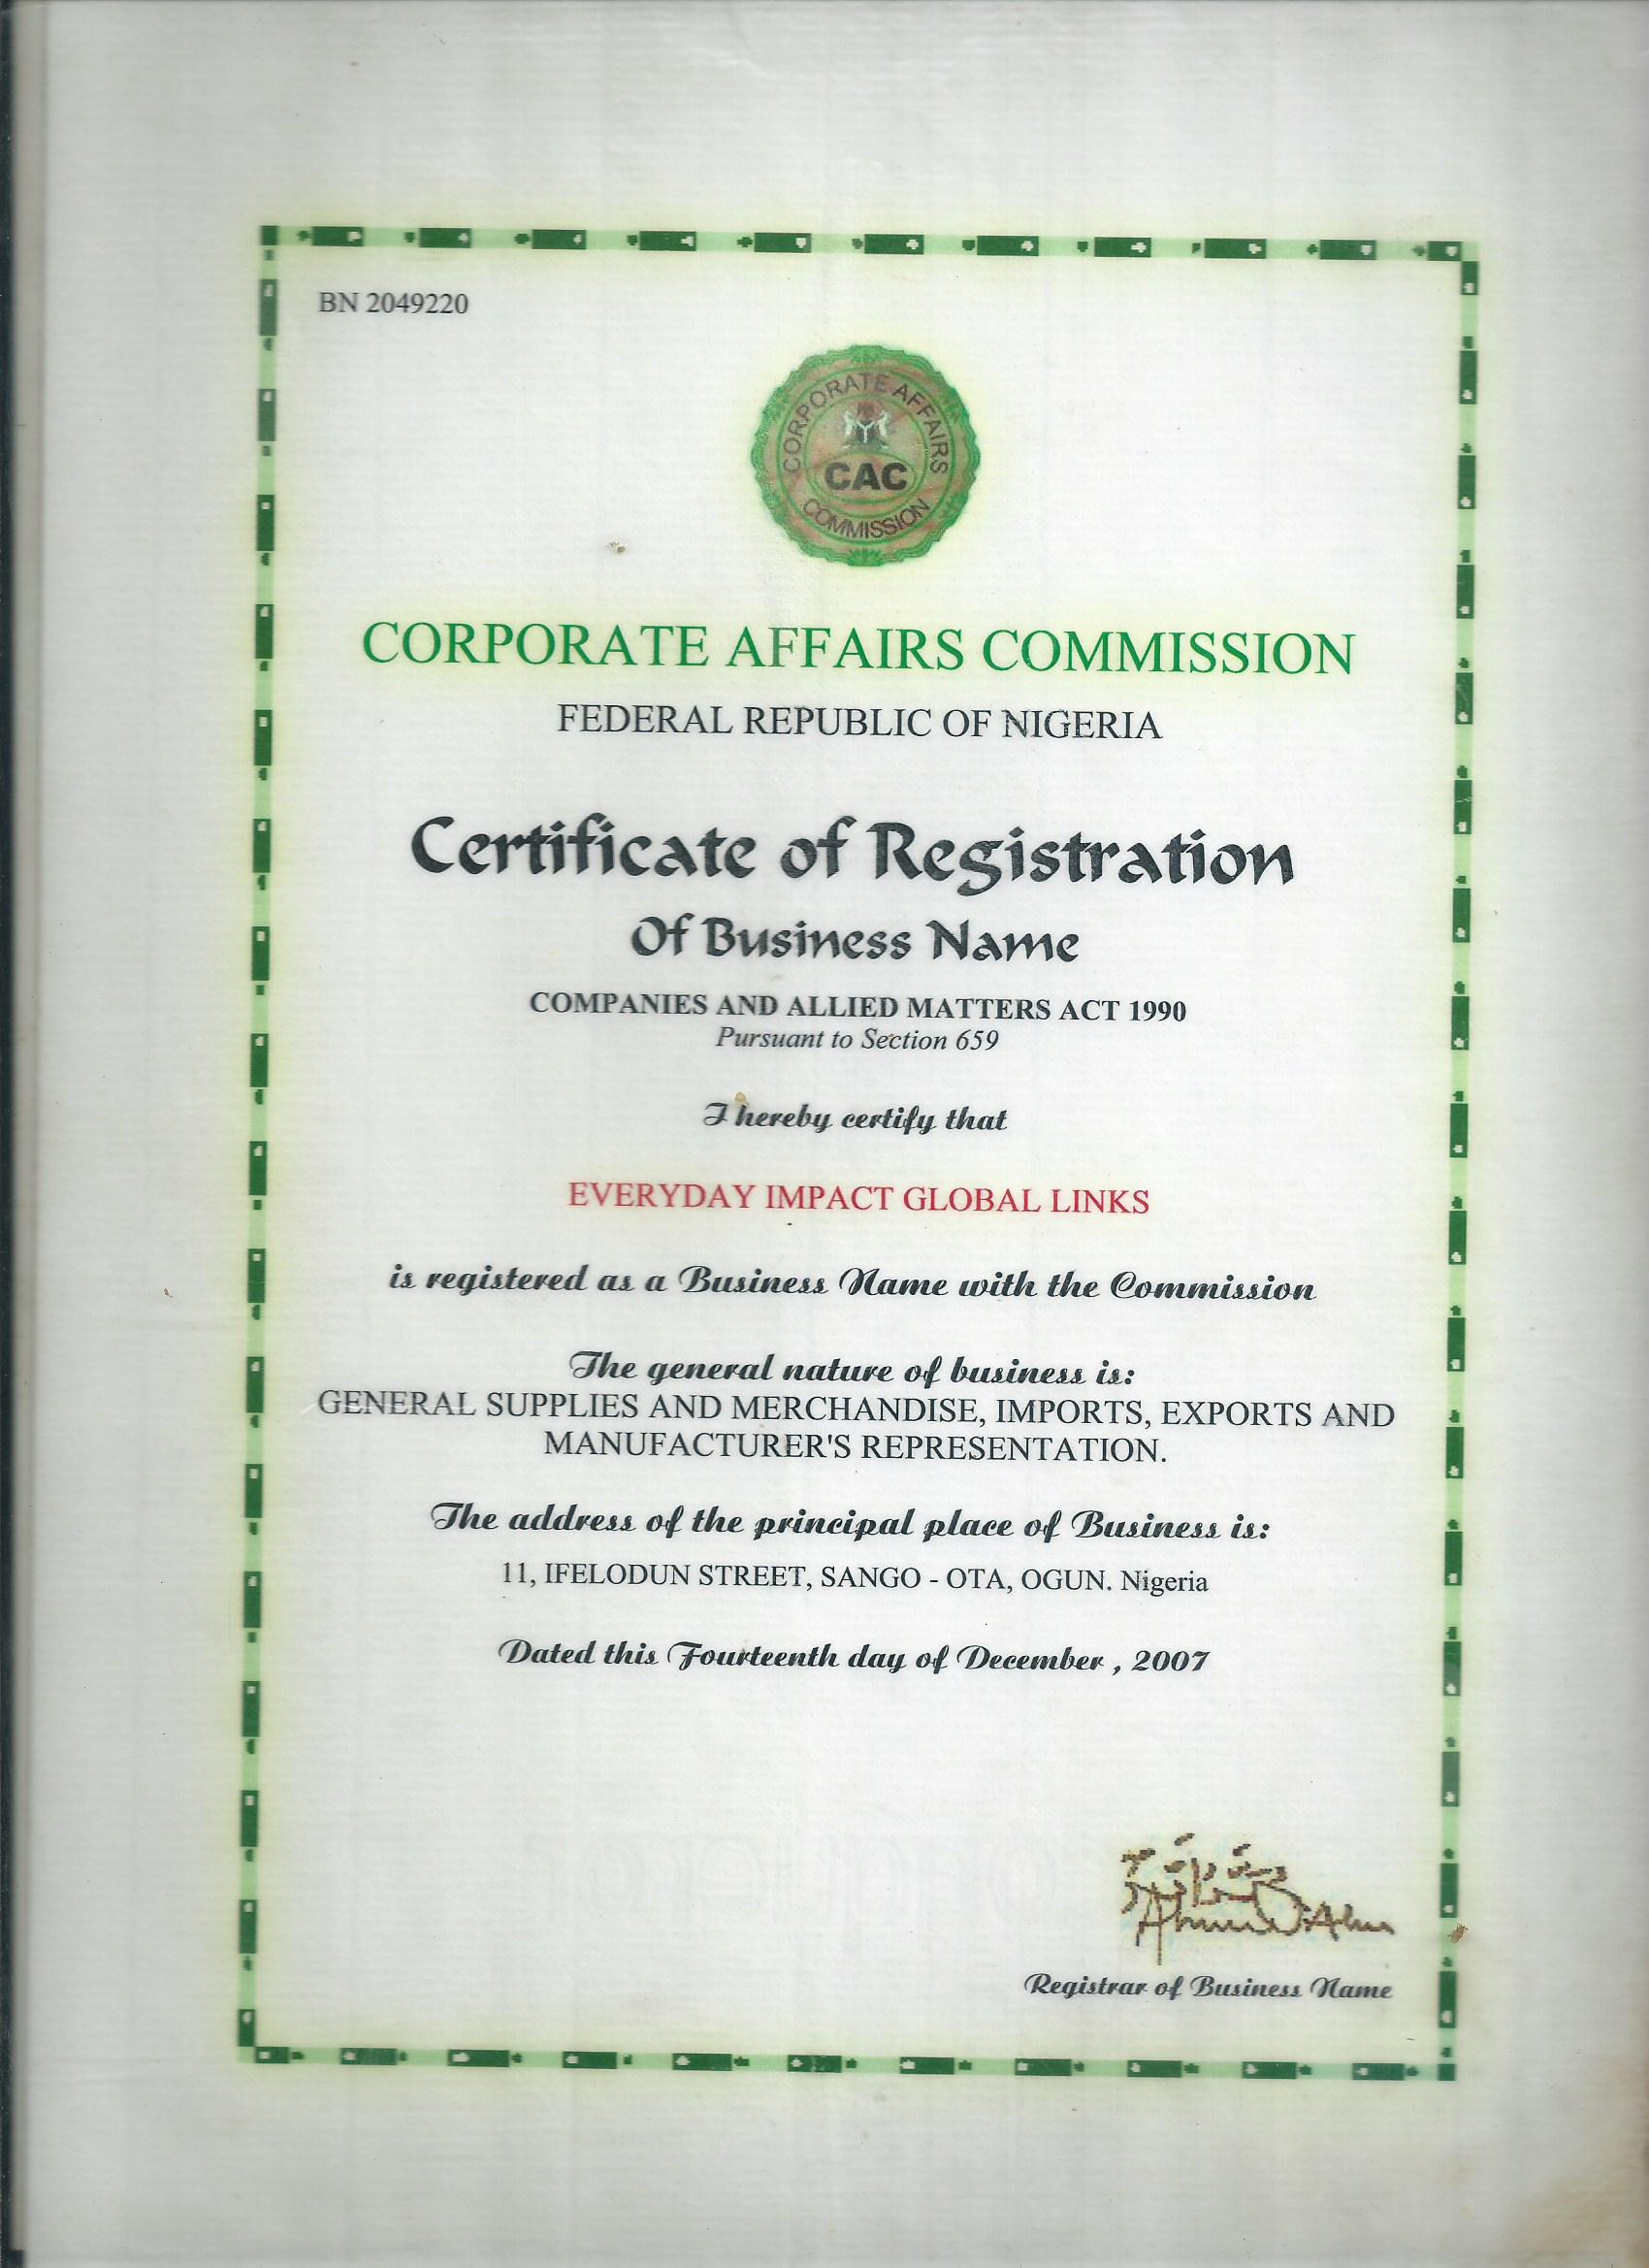 BN 2049220
CORPORATE AFFAIRS
CAC
COMMISSION
CORPORATE AFFAIRS COMMISSION
FEDERAL REPUBLIC OF NIGERIA
Certificate of Registration
Of Business Name
COMPANIES AND ALLIED MATTERS ACT 1990
Pursuant to Section 659
I hereby certify that
EVERYDAY IMPACT GLOBAL LINKS
is registered as a Business Name with the Commission
The general nature of business is:
GENERAL SUPPLIES AND MERCHANDISE, IMPORTS, EXPORTS AND
MANUFACTURER'S REPRESENTATION.
The address of the principal place of Business is:
11, IFELODUN STREET, SANGO - OTA, OGUN. Nigeria
Dated this Fourteenth day of December , 2007
Registrar of Business Name